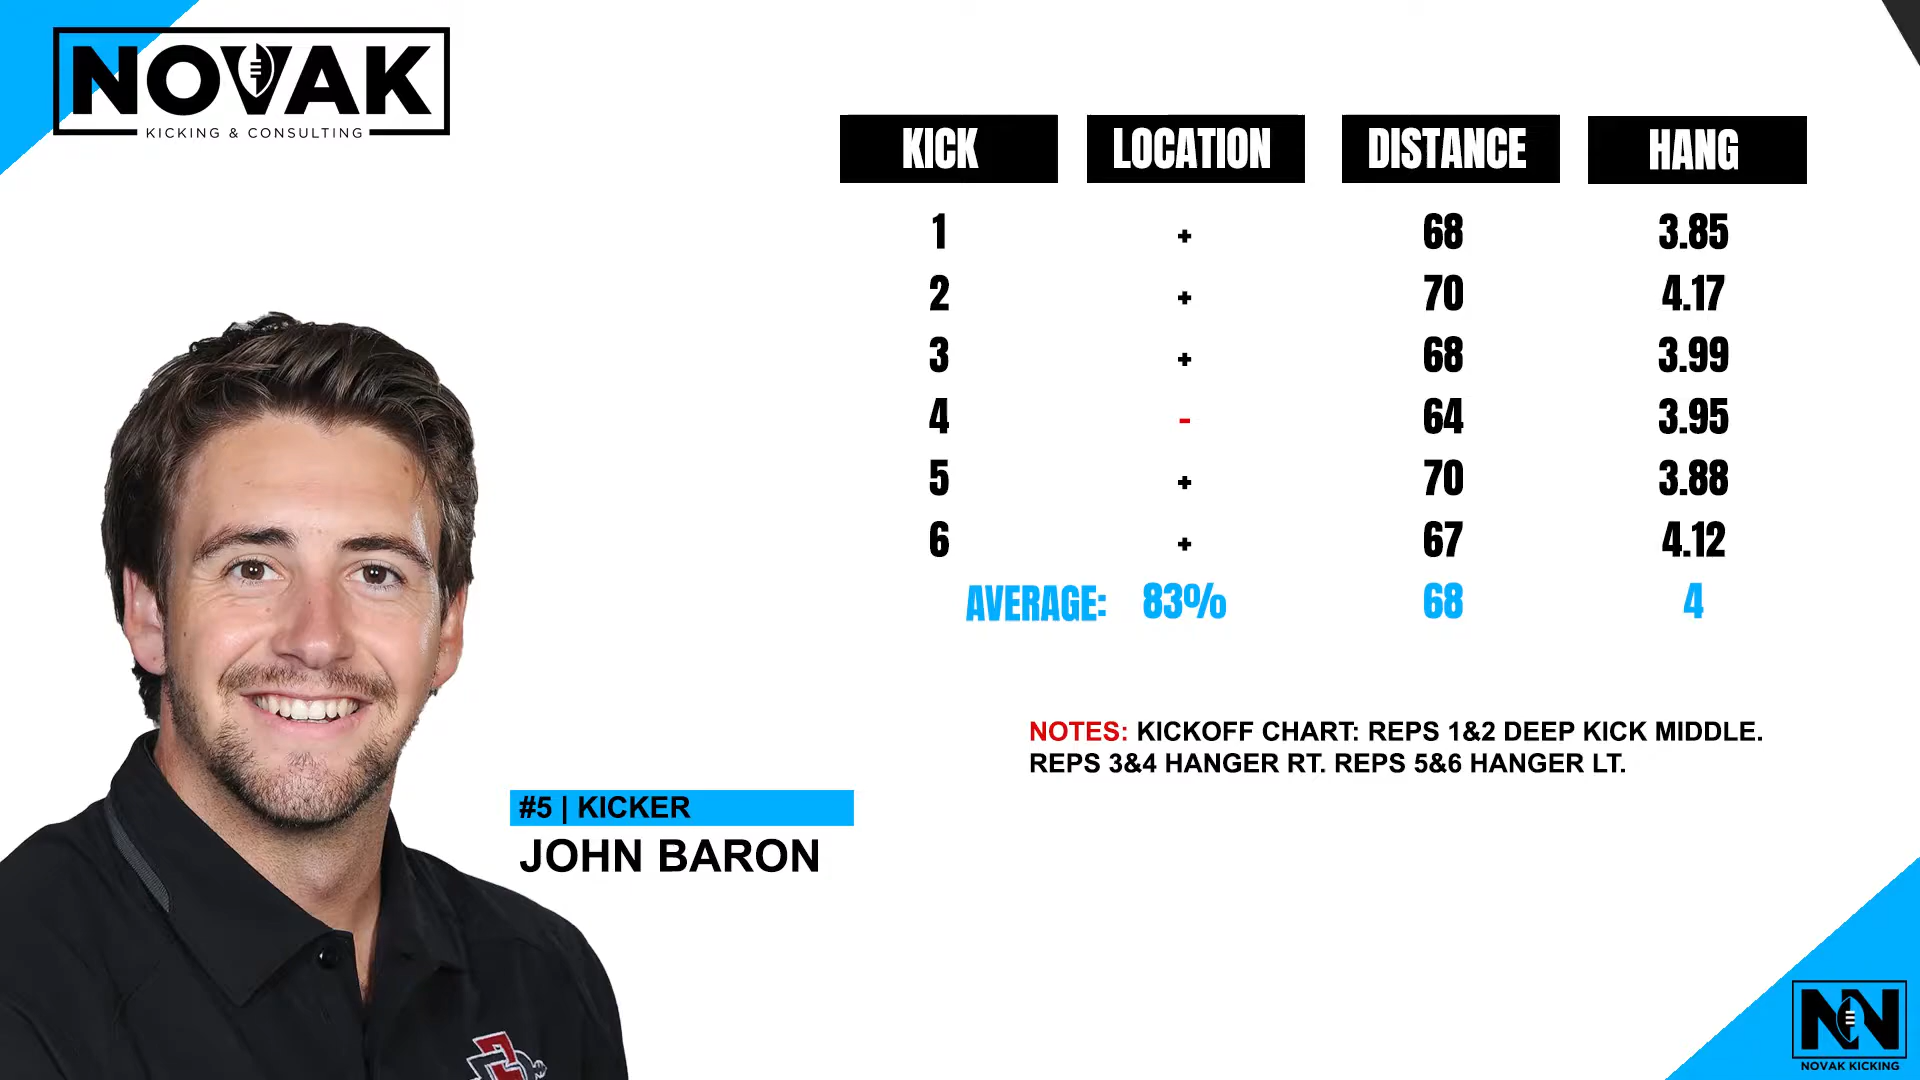 NOVAK
KICKING & CONSULTING
KICK LOCATION DISTANCE HANG
1 + 68 3.85
2 + 70 4.17
3 + 68 3.99
4 - 64 3.95
5 + 70 3.88
6 + 67 4.12
AVERAGE: 83% 68 4
NOTES: KICKOFF CHART: REPS 1&2 DEEP KICK MIDDLE.
REPS 3&4 HANGER RT. REPS 5&6 HANGER LT.
#5 | KICKER
JOHN BARON
NN
NOVAK KICKING